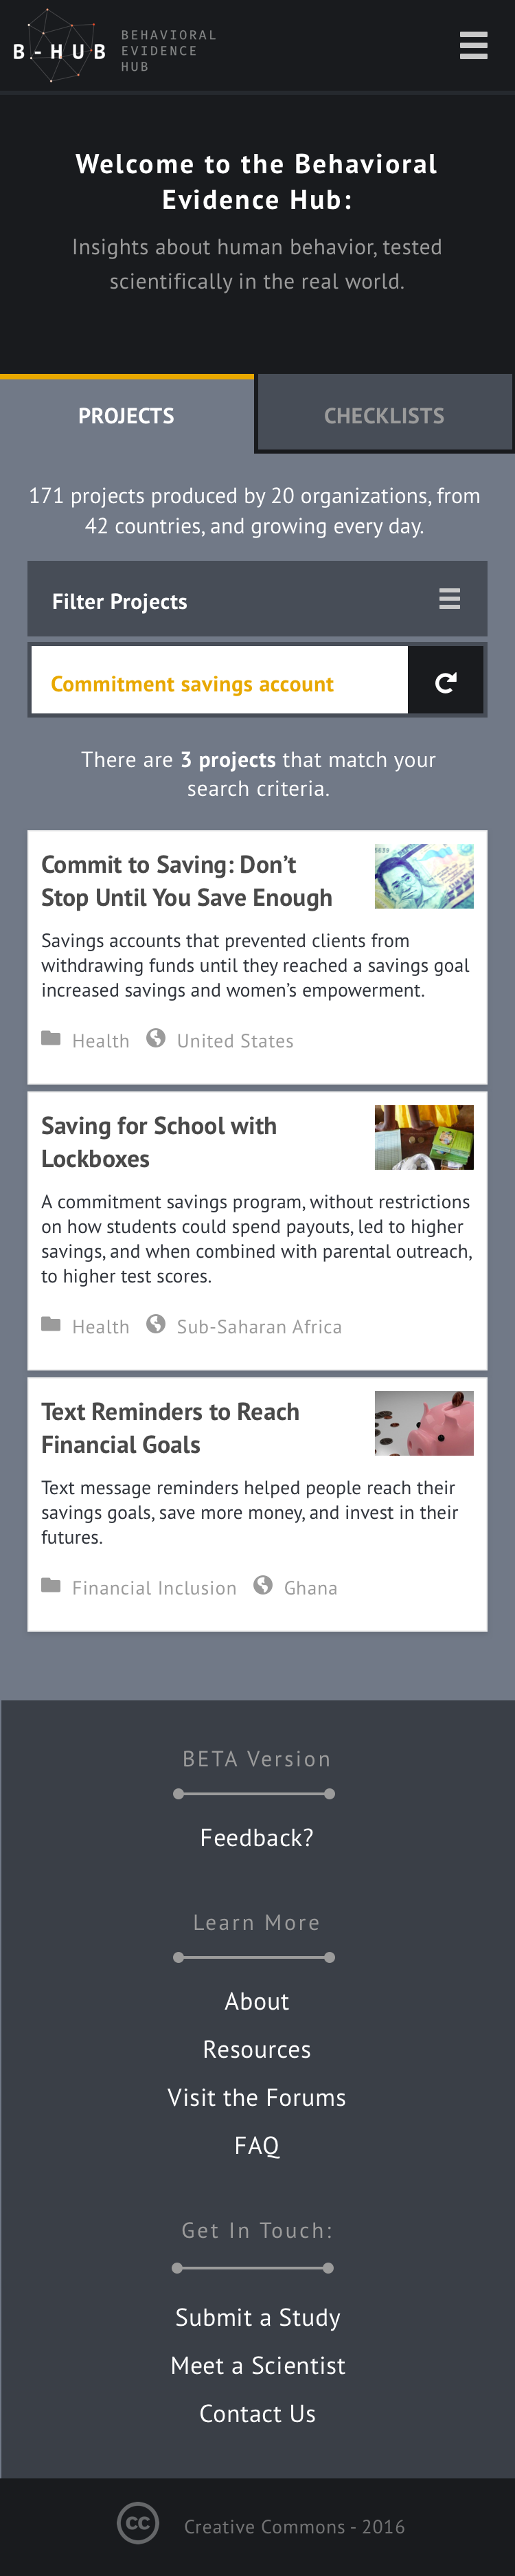 B-HUB
BEHAVIORAL
EVIDENCE
HUB
Welcome to the Behavioral
Evidence Hub:
Insights about human behavior, tested
scientifically in the real world.
PROJECTS
CHECKLISTS
171 projects produced by 20 organizations, from
42 countries, and growing every day.
Filter Projects
Commitment savings account
There are 3 projects that match your
search criteria.
Commit to Saving: Don’t
Stop Until You Save Enough
Savings accounts that prevented clients from
withdrawing funds until they reached a savings goal
increased savings and women’s empowerment.
Health United States
Saving for School with
Lockboxes
A commitment savings program, without restrictions
on how students could spend payouts, led to higher
savings, and when combined with parental outreach,
to higher test scores.
Health Sub-Saharan Africa
Text Reminders to Reach
Financial Goals
Text message reminders helped people reach their
savings goals, save more money, and invest in their
futures.
Financial Inclusion Ghana
BETA Version
Feedback?
Learn More
About
Resources
Visit the Forums
FAQ
Get In Touch:
Submit a Study
Meet a Scientist
Contact Us
cc Creative Commons - 2016